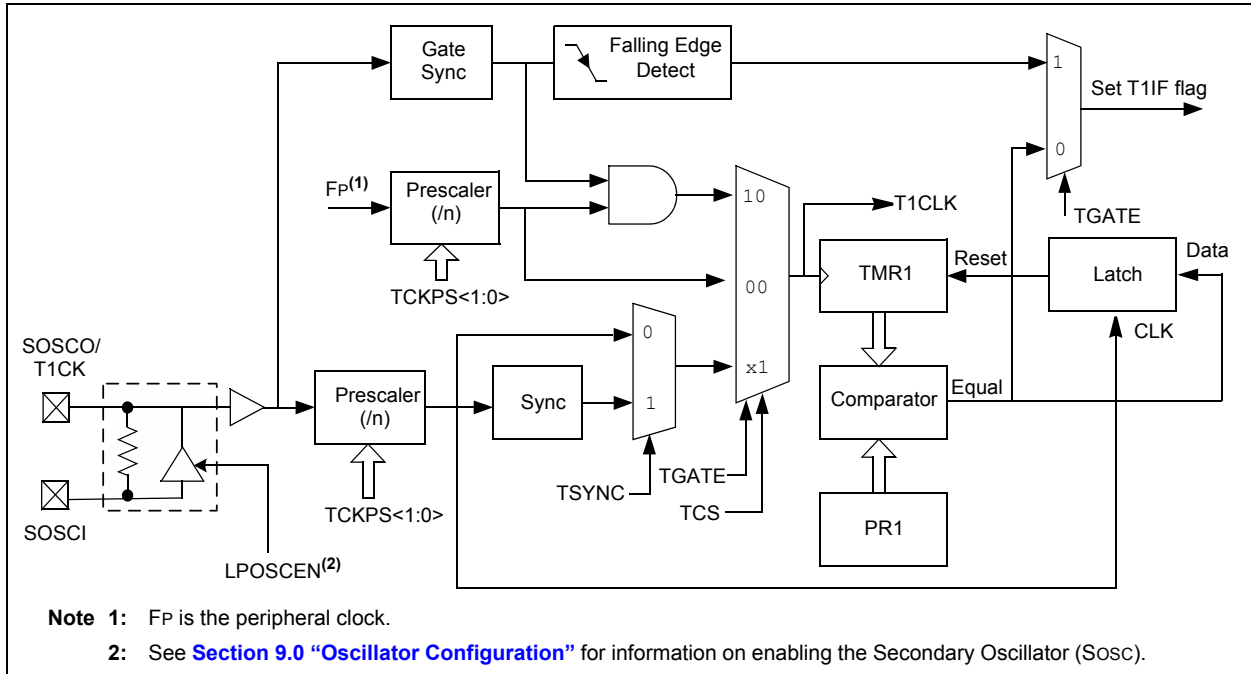 Gate
Sync
Falling Edge
Detect
1
Set T1IF flag
0
FP(1)
Prescaler
(/n)
10
T1CLK
TGATE
Reset
Data
TMR1
Latch
TCKPS<1:0>
00
SOSCO/
T1CK
0
CLK
x1
Prescaler
(/n)
Sync
1
Comparator
Equal
TGATE
TSYNC
TCS
SOSCI
TCKPS<1:0>
PR1
LPOSCEN(2)
Note 1: FP is the peripheral clock.
2: See Section 9.0 “Oscillator Configuration” for information on enabling the Secondary Oscillator (SOSC).